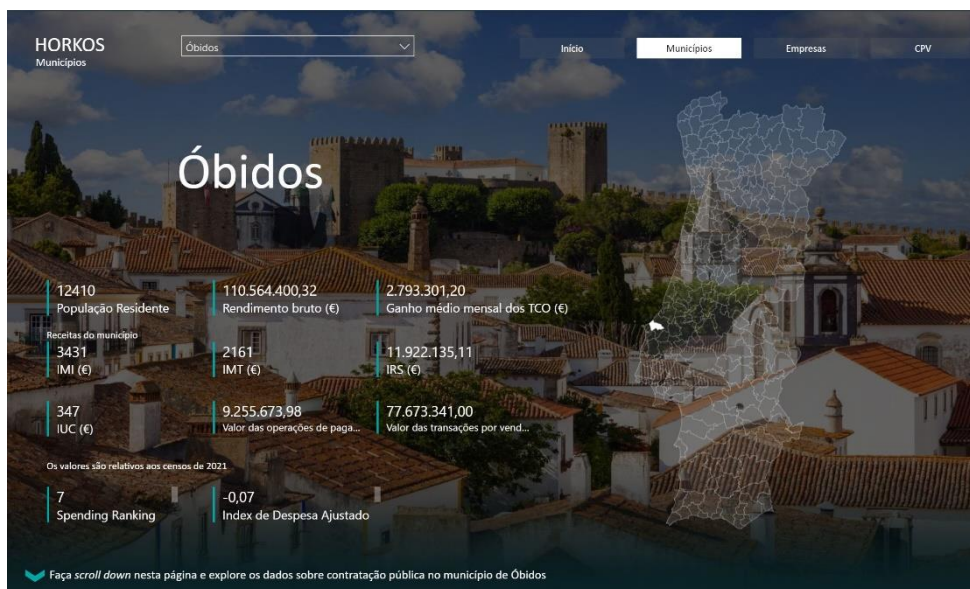 HORKOS
Municípios
Óbidos
Início
Municípios
Empresas
CPV
Óbidos
12410
População Residente
110.564.400,32
Rendimento bruto (€)
2.793.301,20
Ganho médio mensal dos TCO (€)
Receitas do município
3431
IMI (€)
2161
IMT (€)
11.922.135,11
IRS (€)
347
IUC (€)
9.255.673,98
Valor das operações de paga...
77.673.341,00
Valor das transações por vend...
Os valores são relativos aos censos de 2021
7
Spending Ranking
-0,07
Index de Despesa Ajustado
Faça scroll down nesta página e explore os dados sobre contratação pública no município de Óbidos